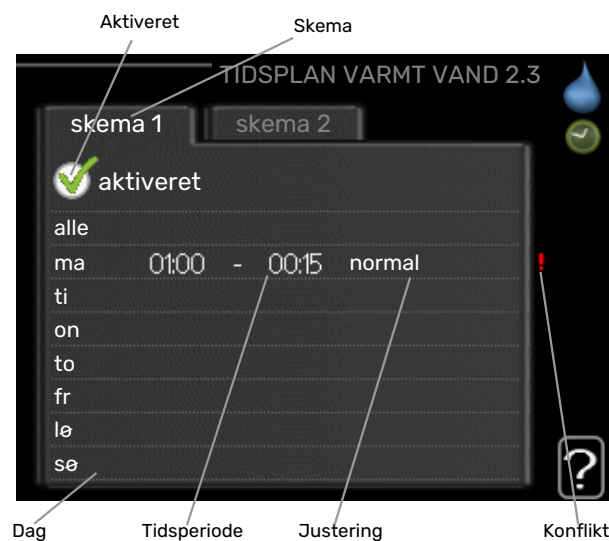 Aktiveret
Skema
TIDSPLAN VARMT VAND 2.3
skema 1 skema 2
aktiveret
alle
ma 01:00 - 00:15 normal !
ti
on
to
fr
lø
sø
?
Dag Tidsperiode Justering Konflikt